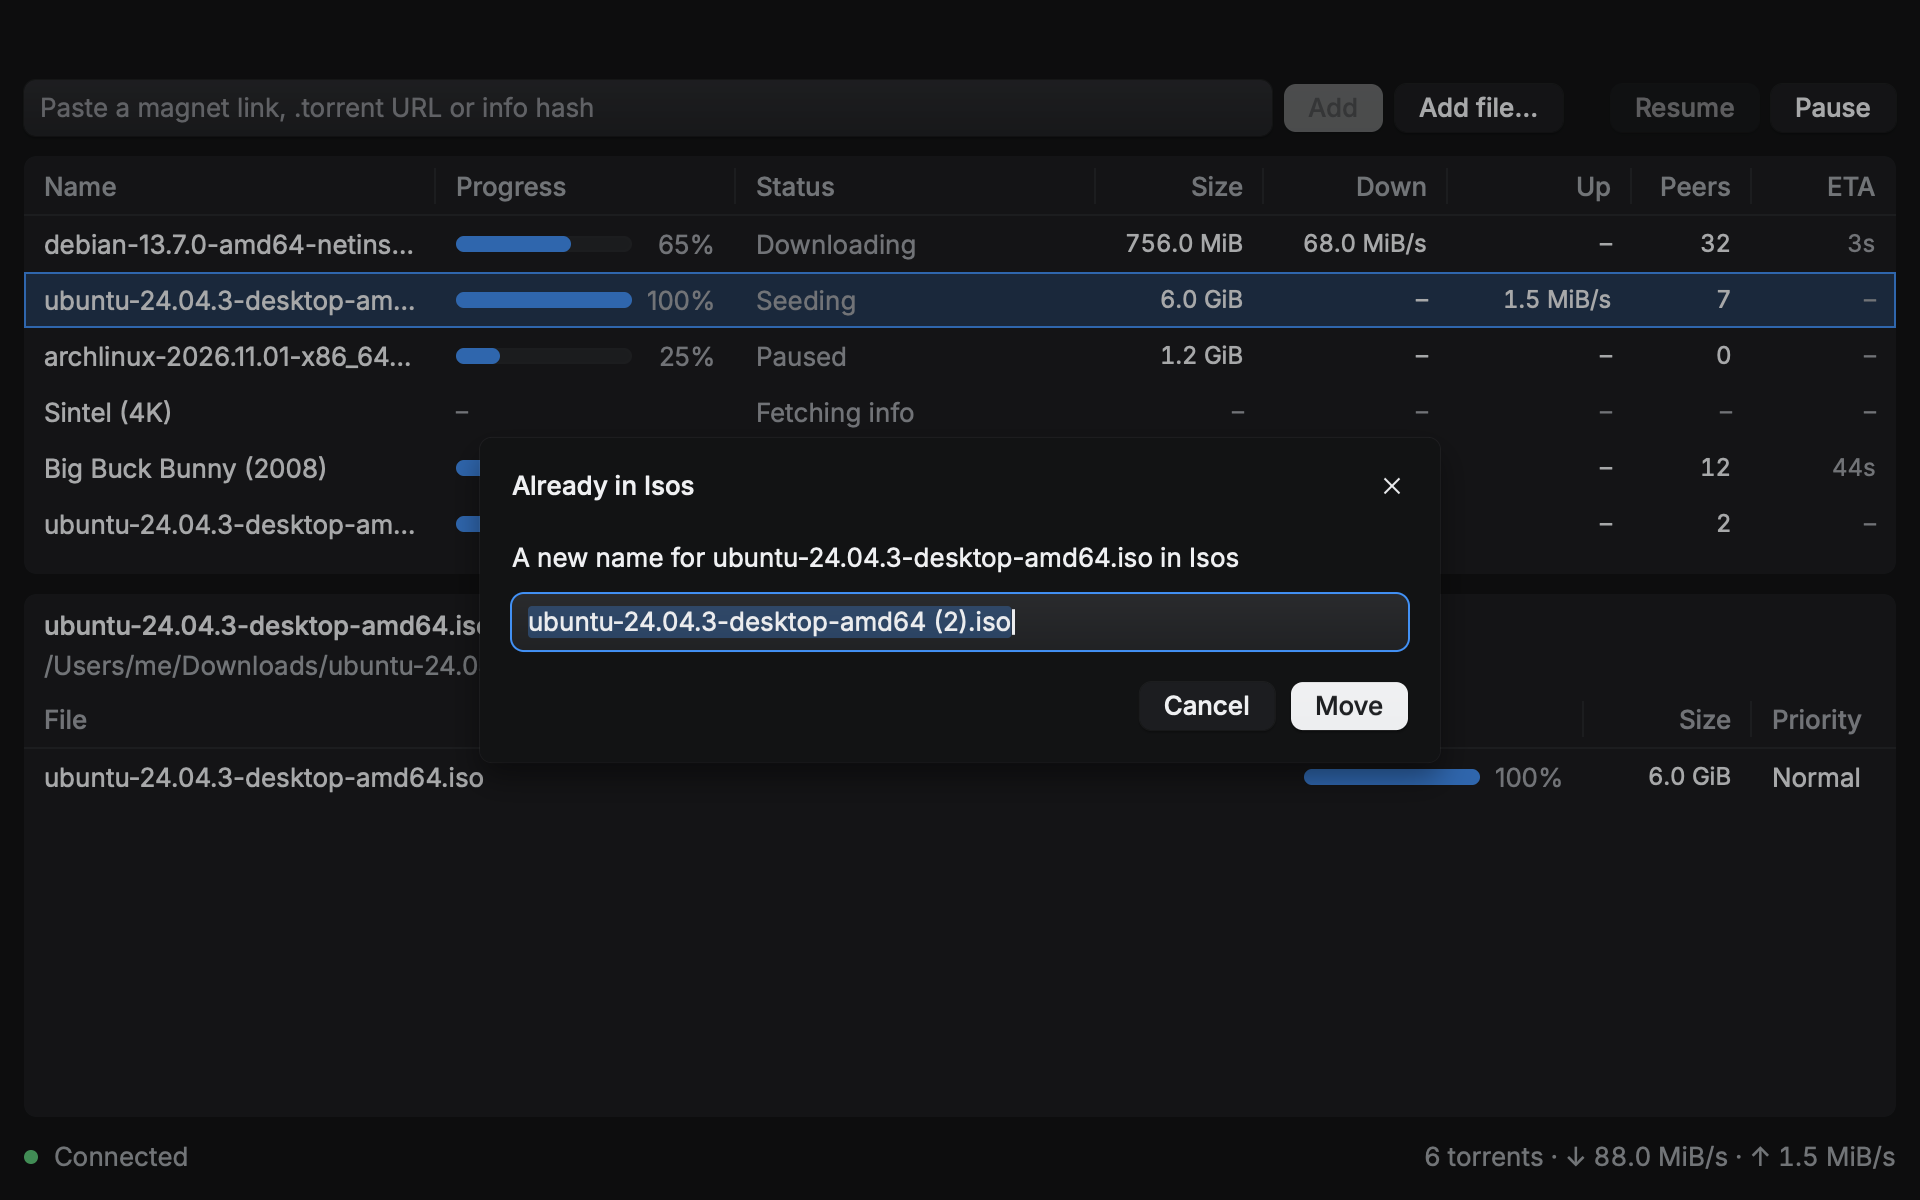 Paste a magnet link, .torrent URL or info hash Add Add file... Resume Pause
Name Progress Status Size Down Up Peers ETA
debian-13.7.0-amd64-netins... 65% Downloading 756.0 MiB 68.0 MiB/s – 32 3s
ubuntu-24.04.3-desktop-am... 100% Seeding 6.0 GiB – 1.5 MiB/s 7 –
archlinux-2026.11.01-x86_64... 25% Paused 1.2 GiB – – 0 –
Sintel (4K) – Fetching info – – – – –
Big Buck Bunny (2008) – 12 44s
ubuntu-24.04.3-desktop-am... – 2 –
Already in Isos
A new name for ubuntu-24.04.3-desktop-amd64.iso in Isos
ubuntu-24.04.3-desktop-amd64 (2).iso
Cancel Move
ubuntu-24.04.3-desktop-amd64.iso
/Users/me/Downloads/ubuntu-24.0
File Size Priority
ubuntu-24.04.3-desktop-amd64.iso 100% 6.0 GiB Normal
Connected 6 torrents · ↓ 88.0 MiB/s · ↑ 1.5 MiB/s